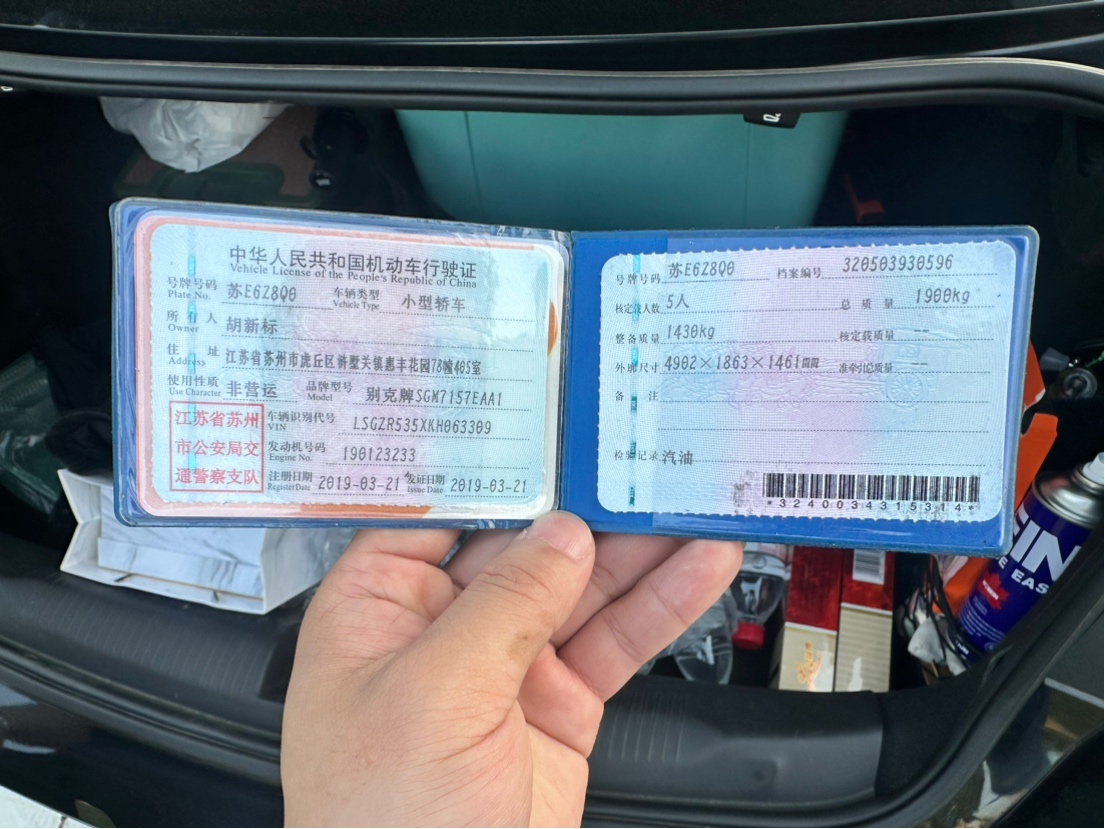 中华人民共和国机动车行驶证
Vehicle License of the People's Republic of China
号牌号码 Plate No. 苏E6Z8Q0 车辆类型 Vehicle Type 小型轿车
所有人 Owner 胡新标
住址 Address 江苏省苏州市虎丘区浒墅关镇惠丰花园78幢405室
使用性质 Use Character 非营运 品牌型号 Model 别克牌SGM7157EAA1
江苏省苏州
市公安局交
通警察支队
车辆识别代号 VIN LSGZR535XKH063309
发动机号码 Engine No. 190123233
注册日期 Register Date 2019-03-21 发证日期 Issue Date 2019-03-21
号牌号码 苏E6Z8Q0 档案编号 320503930596
核定载人数 5人 总质量 1900kg
整备质量 1430kg 核定载质量 --
外廓尺寸 4902×1863×1461mm 准牵引总质量 --
备注
检验记录 汽油
*3240034315314*